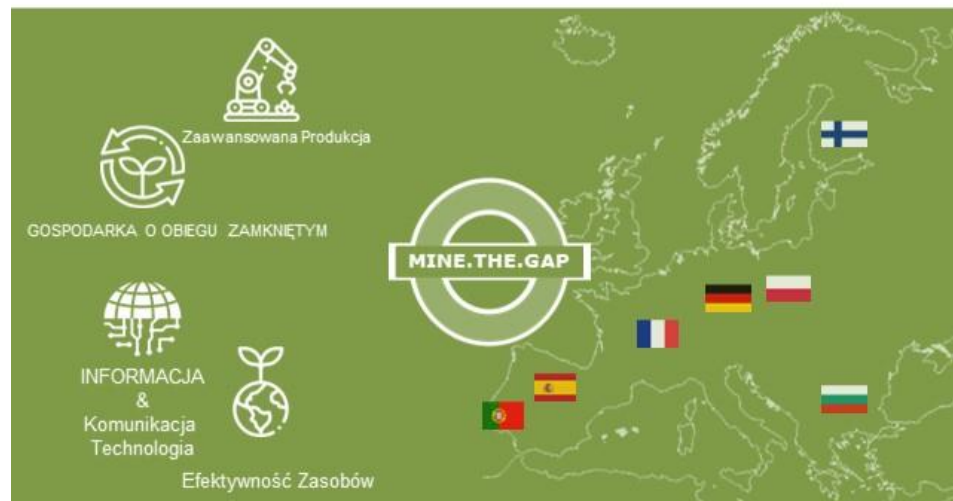 Zaawansowana Produkcja
GOSPODARKA O OBIEGU ZAMKNIĘTYM
MINE.THE.GAP
INFORMACJA
&
Komunikacja
Technologia
Efektywność Zasobów